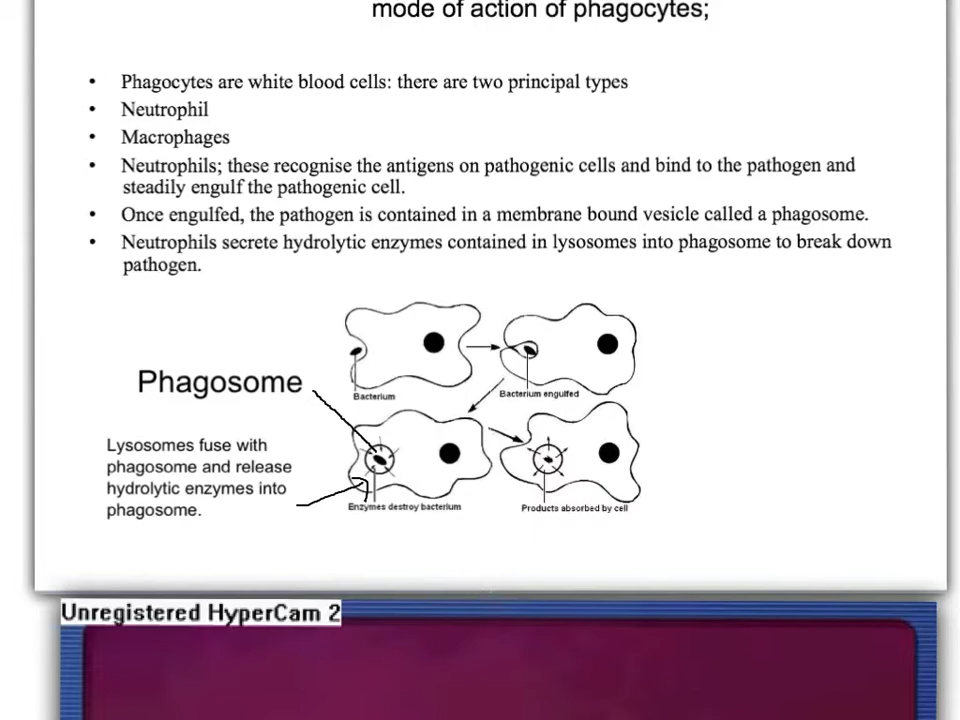 mode of action of phagocytes;
• Phagocytes are white blood cells: there are two principal types
• Neutrophil
• Macrophages
• Neutrophils; these recognise the antigens on pathogenic cells and bind to the pathogen and
steadily engulf the pathogenic cell.
• Once engulfed, the pathogen is contained in a membrane bound vesicle called a phagosome.
• Neutrophils secrete hydrolytic enzymes contained in lysosomes into phagosome to break down
pathogen.
Phagosome
Bacterium
Bacterium engulfed
Lysosomes fuse with
phagosome and release
hydrolytic enzymes into
phagosome.
Enzymes destroy bacterium
Products absorbed by cell
Unregistered HyperCam 2